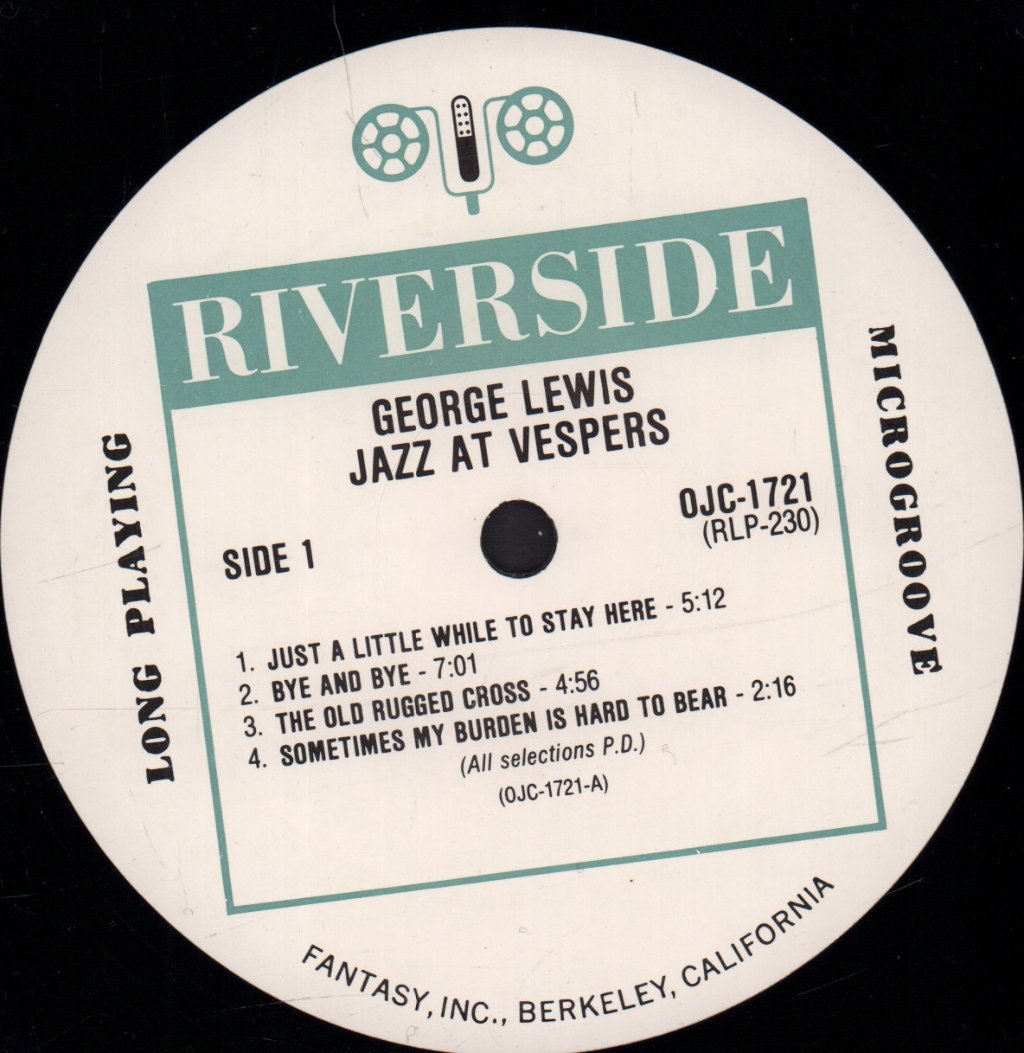 RIVERSIDE
GEORGE LEWIS
JAZZ AT VESPERS
OJC-1721
(RLP-230)
SIDE 1
1. JUST A LITTLE WHILE TO STAY HERE - 5:12
2. BYE AND BYE - 7:01
3. THE OLD RUGGED CROSS - 4:56
4. SOMETIMES MY BURDEN IS HARD TO BEAR - 2:16
(All selections P.D.)
(OJC-1721-A)
LONG PLAYING
MICROGROOVE
FANTASY, INC., BERKELEY, CALIFORNIA